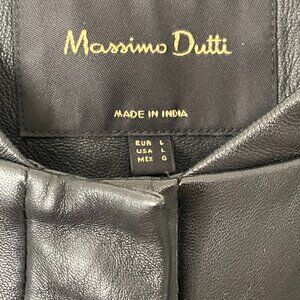 Massimo Dutti
MADE IN INDIA
EUR L
USA L
MEX G